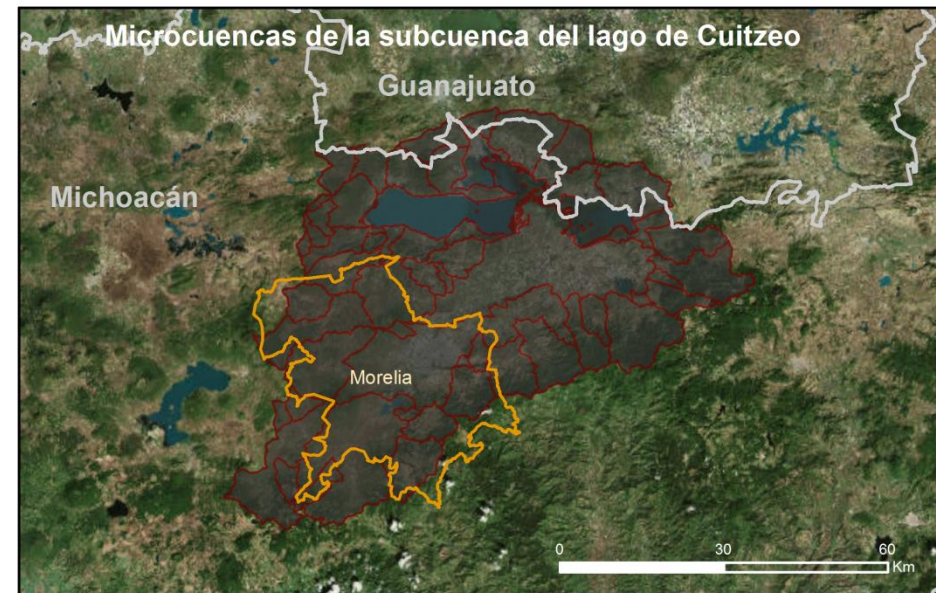 Microcuencas de la subcuenca del lago de Cuitzeo
Guanajuato
Michoacán
Morelia
0 30 60
Km